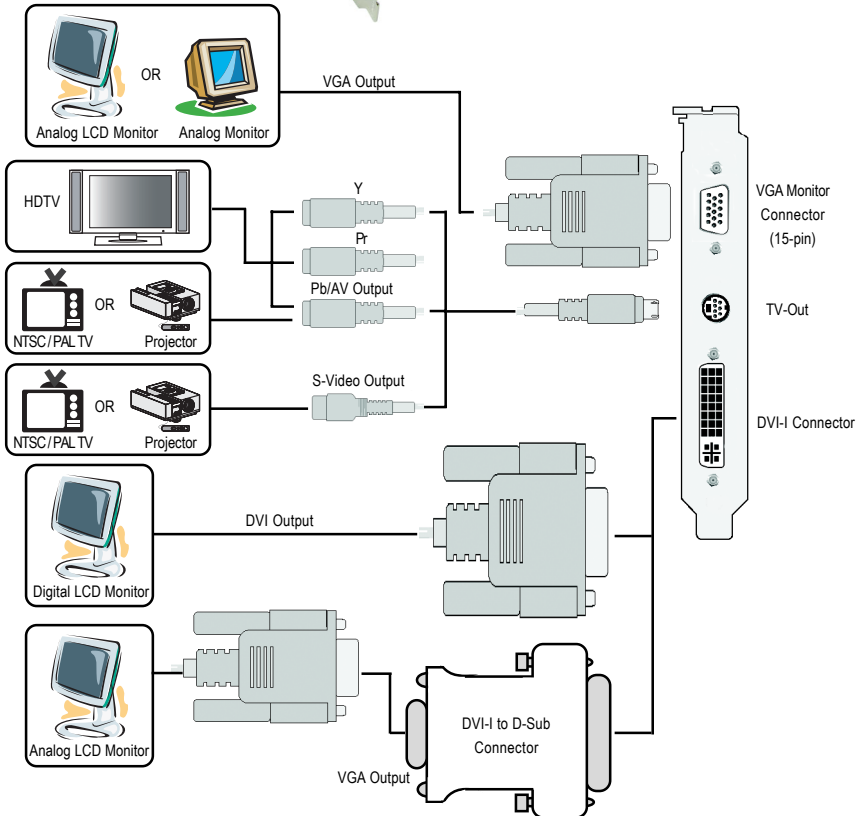 VGA Output
OR
Analog LCD Monitor
Analog Monitor
HDTV
Y
Pr
Pb/AV Output
OR
NTSC / PAL TV
Projector
S-Video Output
OR
NTSC / PAL TV
Projector
VGA Monitor
Connector
(15-pin)
TV-Out
DVI-I Connector
DVI Output
Digital LCD Monitor
Analog LCD Monitor
VGA Output
DVI-I to D-Sub
Connector